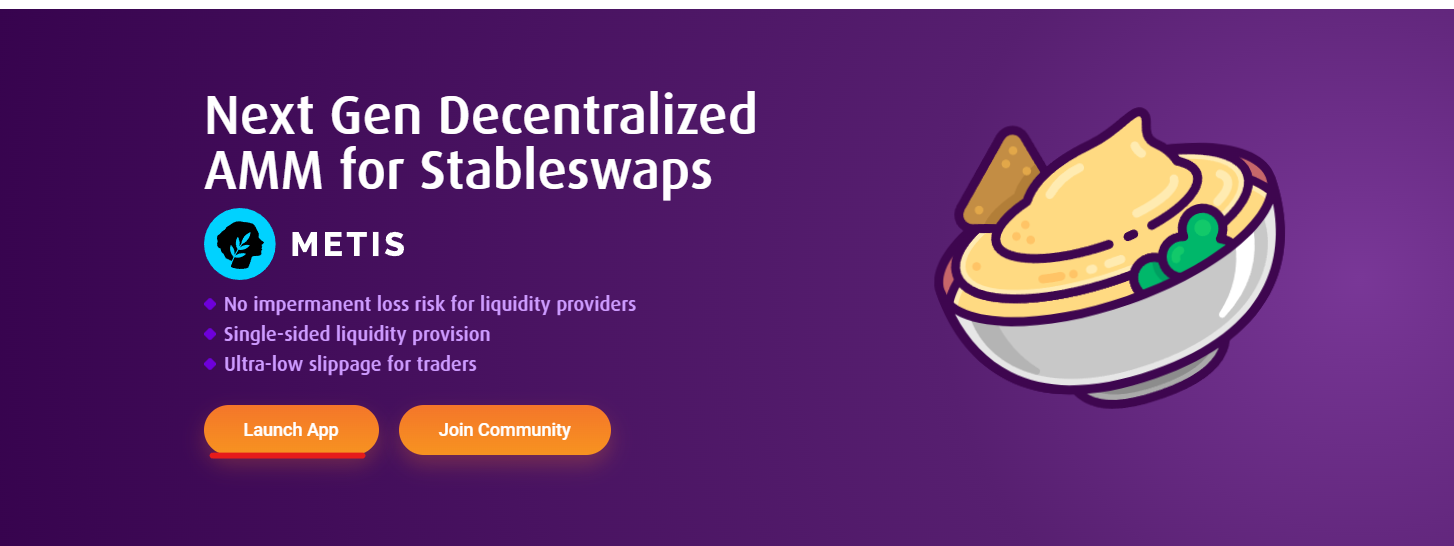 Next Gen Decentralized
AMM for Stableswaps
METIS
No impermanent loss risk for liquidity providers
Single-sided liquidity provision
Ultra-low slippage for traders
Launch App
Join Community